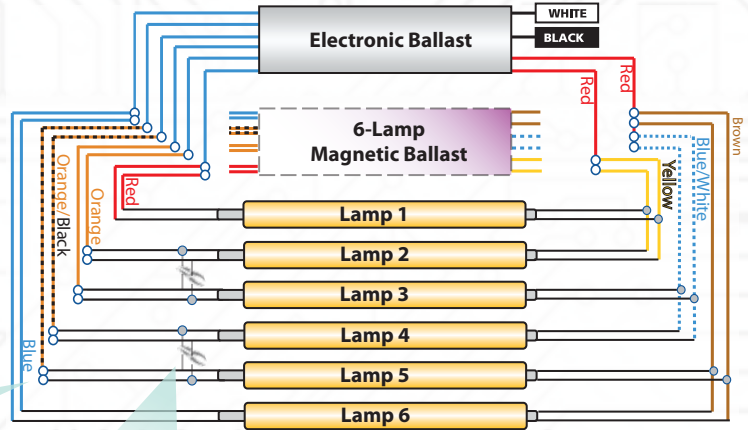 WHITE
Electronic Ballast
BLACK
Red
Red
6-Lamp
Magnetic Ballast
Brown
Blue/White
Yellow
Red
Orange
Orange/Black
Blue
Lamp 1
Lamp 2
Lamp 3
Lamp 4
Lamp 5
Lamp 6